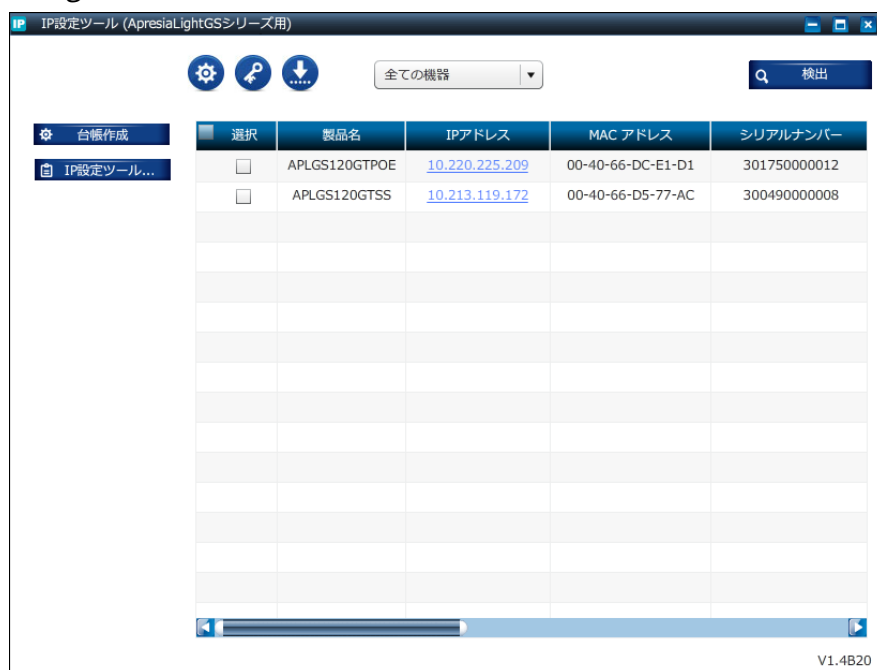 IP IP設定ツール (ApresiaLightGSシリーズ用)
全ての機器 検出
台帳作成
IP設定ツール...
選択 製品名 IPアドレス MAC アドレス シリアルナンバー
APLGS120GTPOE 10.220.225.209 00-40-66-DC-E1-D1 301750000012
APLGS120GTSS 10.213.119.172 00-40-66-D5-77-AC 300490000008
V1.4B20